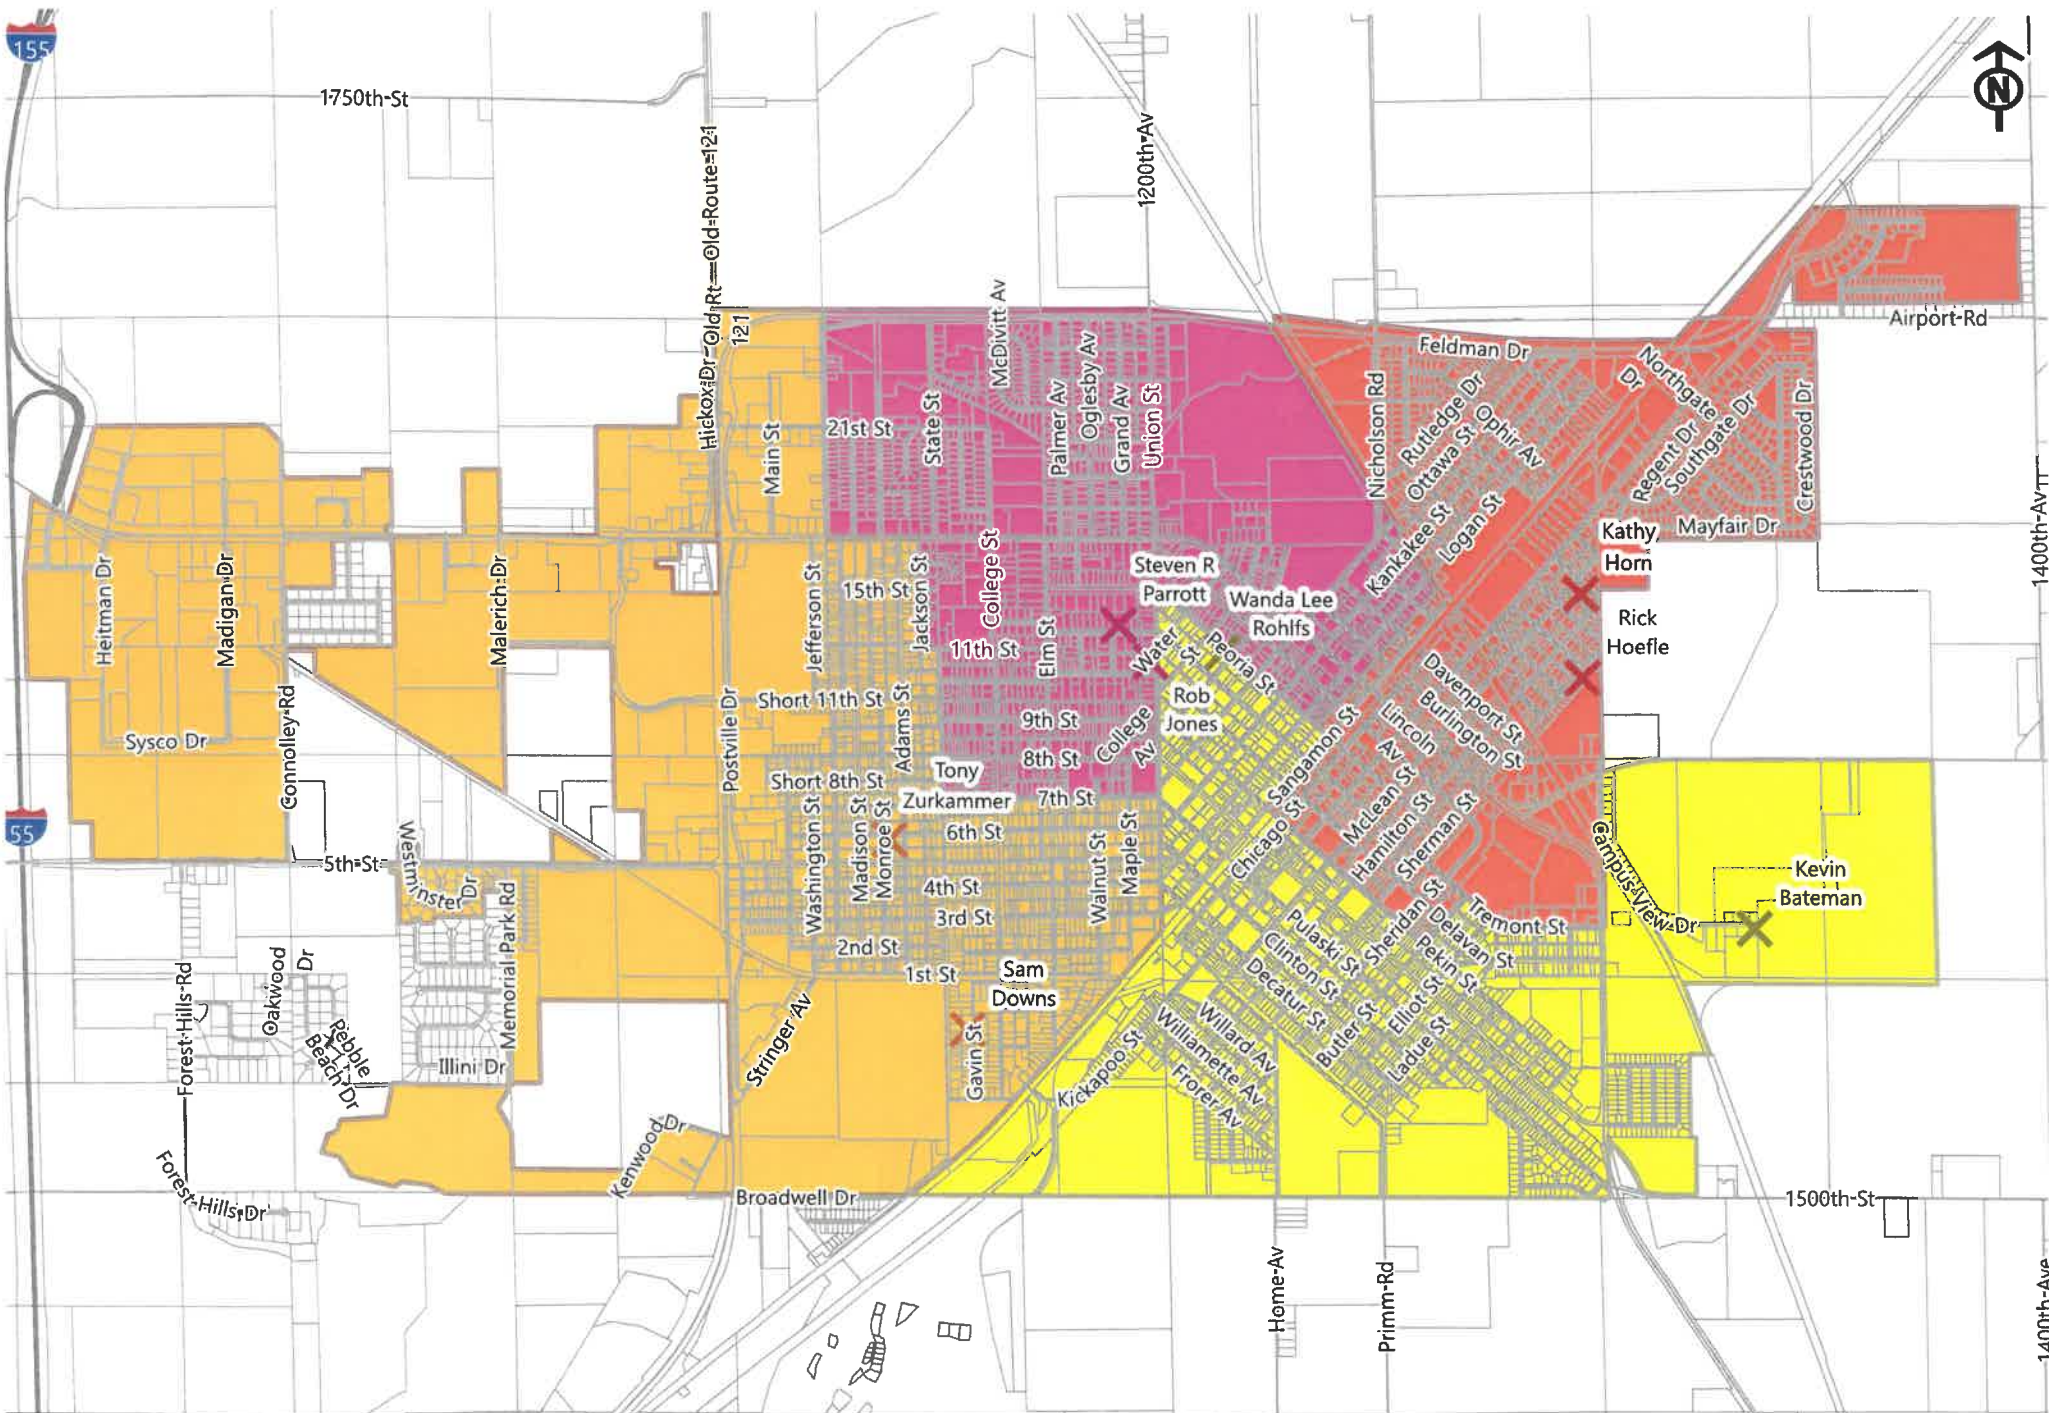 155
N
1750th-St
Hickox-Dr-Old-Rt--Old-Route-121
121
1200th-Av
Airport-Rd
Feldman Dr
Northgate
Dr
McDivitt Av
Oglesby Av
Palmer Av
Grand Av
Union St
State St
21st St
Main St
Nicholson Rd
Rutledge Dr
Ottawa St
Ophir Av
Regent Dr
Southgate Dr
Crestwood Dr
Mayfair Dr
Kankakee St
Logan St
1400th-Av
Kathy
Horn
Rick
Hoefle
Steven R
Parrott
Wanda Lee
Rohlfs
Heitman Dr
Madigan-Dr
Malerich-Dr
Jefferson St
15th St
Jackson St
College St
11th St
Elm St
Water
St
Peoria St
Rob
Jones
Short 11th St
Adams St
9th St
8th St
College
Av
Davenport St
Burlington St
Lincoln
Av
Sangamon St
Chicago St
McLean St
Hamilton St
Sherman St
Sysco Dr
Connolley-Rd
Postville Dr
Short 8th St
Tony
Zurkammer
7th St
6th St
Washington St
Madison St
Monroe St
Walnut St
Maple St
4th St
3rd St
2nd St
1st St
55
5th-St
Westminster Dr
Memorial Park Rd
Campus-View-Dr
Kevin
Bateman
Tremont St
Sheridan St
Delavan St
Pekin St
Pulaski St
Clinton St
Decatur St
Elliot St
Butler St
Ladue St
Sam
Downs
Gavin St
Stringer Av
Kickapoo St
Willard Av
Williamette Av
Frorer Av
Forest-Hills-Rd
Oakwood
Dr
Pebble
Beach-Dr
Illini Dr
Kenwood Dr
Forest-Hills-Dr
Broadwell Dr
1500th-St
Home-Av
Primm-Rd
1400th-Ave